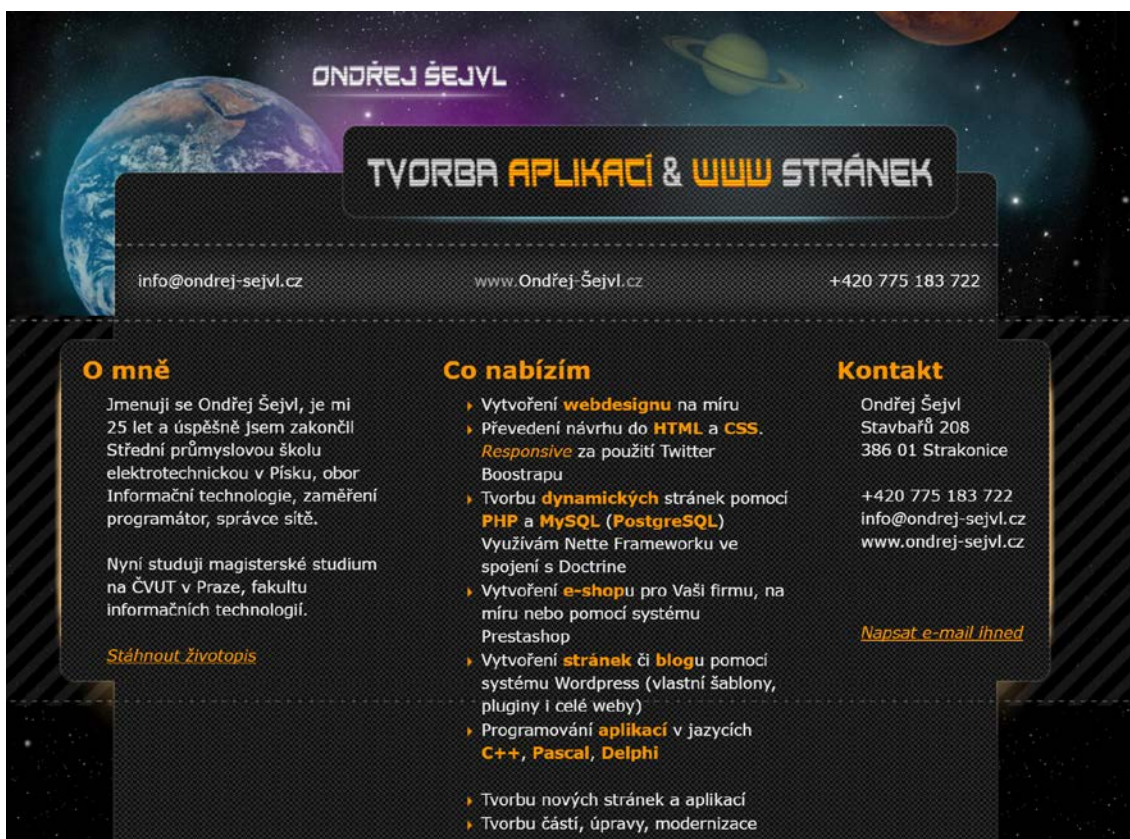 ONDŘEJ ŠEJVL
TVORBA APLIKACÍ & WWW STRÁNEK
info@ondrej-sejvl.cz
www.Ondřej-Šejvl.cz
+420 775 183 722
O mně
Jmenuji se Ondřej Šejvl, je mi
25 let a úspěšně jsem zakončil
Střední průmyslovou školu
elektrotechnickou v Písku, obor
Informační technologie, zaměření
programátor, správce sítě.
Nyní studuji magisterské studium
na ČVUT v Praze, fakultu
informačních technologií.
Stáhnout životopis
Co nabízím
Vytvoření webdesignu na míru
Převedení návrhu do HTML a CSS.
Responsive za použití Twitter
Boostrapu
Tvorbu dynamických stránek pomocí
PHP a MySQL (PostgreSQL)
Využívám Nette Frameworku ve
spojení s Doctrine
Vytvoření e-shopu pro Vaši firmu, na
míru nebo pomocí systému
Prestashop
Vytvoření stránek či blogu pomocí
systému Wordpress (vlastní šablony,
pluginy i celé weby)
Programování aplikací v jazycích
C++, Pascal, Delphi
Tvorbu nových stránek a aplikací
Tvorbu částí, úpravy, modernizace
Kontakt
Ondřej Šejvl
Stavbařů 208
386 01 Strakonice
+420 775 183 722
info@ondrej-sejvl.cz
www.ondrej-sejvl.cz
Napsat e-mail ihned